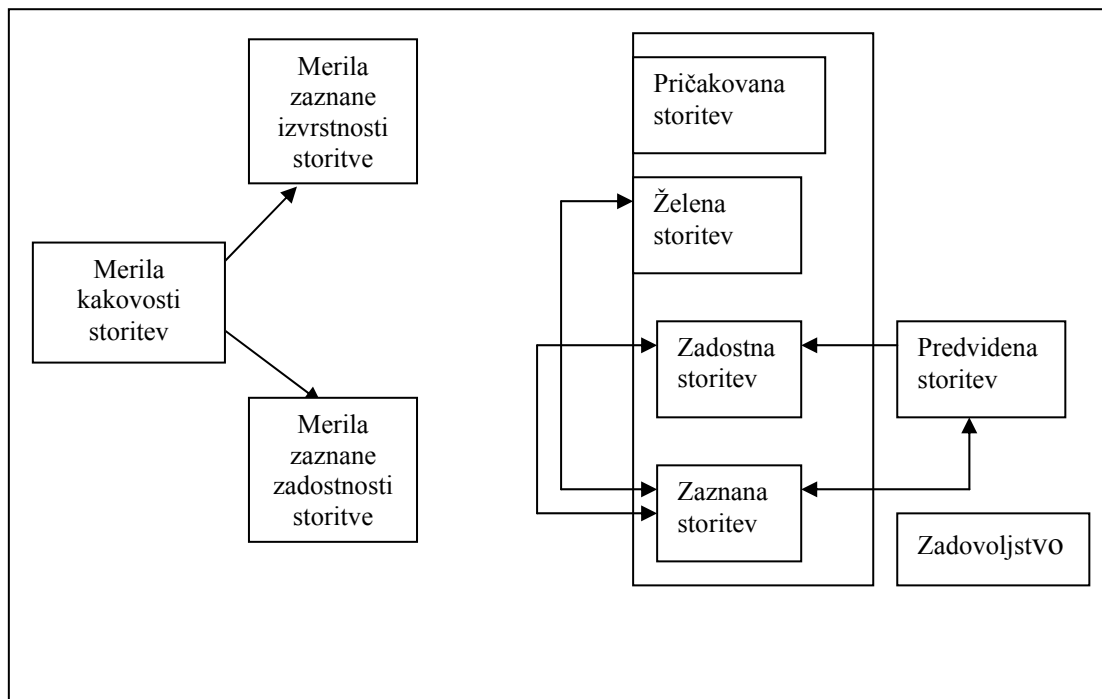 Merila
zaznane
izvrstnosti
storitve
Merila
kakovosti
storitev
Merila
zaznane
zadostnosti
storitve
Pričakovana
storitev
Želena
storitev
Zadostna
storitev
Predvidena
storitev
Zaznana
storitev
Zadovoljstvo